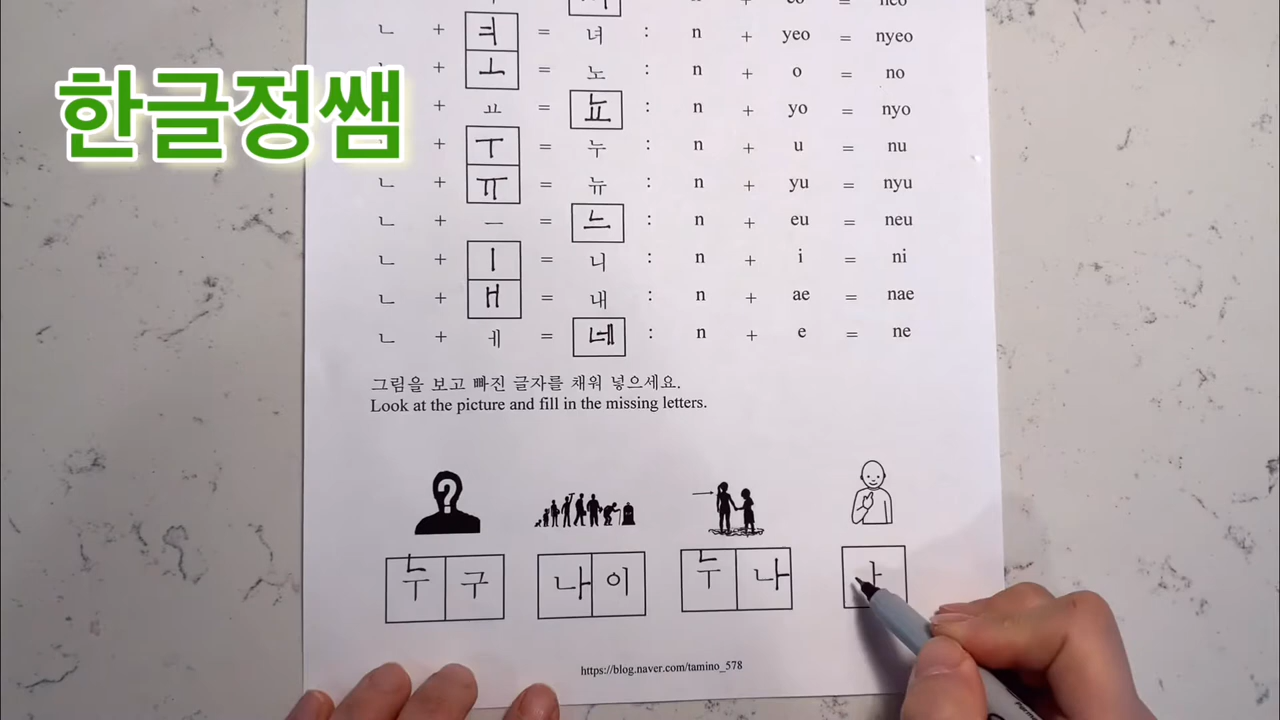 한글정쌤
neo
ㄴ + ㅕ = 녀 : n + yeo = nyeo
+ ㅗ = 노 : n + o = no
+ ㅛ = 뇨 : n + yo = nyo
+ ㅜ = 누 : n + u = nu
ㄴ + ㅠ = 뉴 : n + yu = nyu
ㄴ + ㅡ = 느 : n + eu = neu
ㄴ + ㅣ = 니 : n + i = ni
ㄴ + ㅐ = 내 : n + ae = nae
ㄴ + ㅔ = 네 : n + e = ne
그림을 보고 빠진 글자를 채워 넣으세요.
Look at the picture and fill in the missing letters.
?
누구 나이 누나 ㅏ
https://blog.naver.com/tamino_578